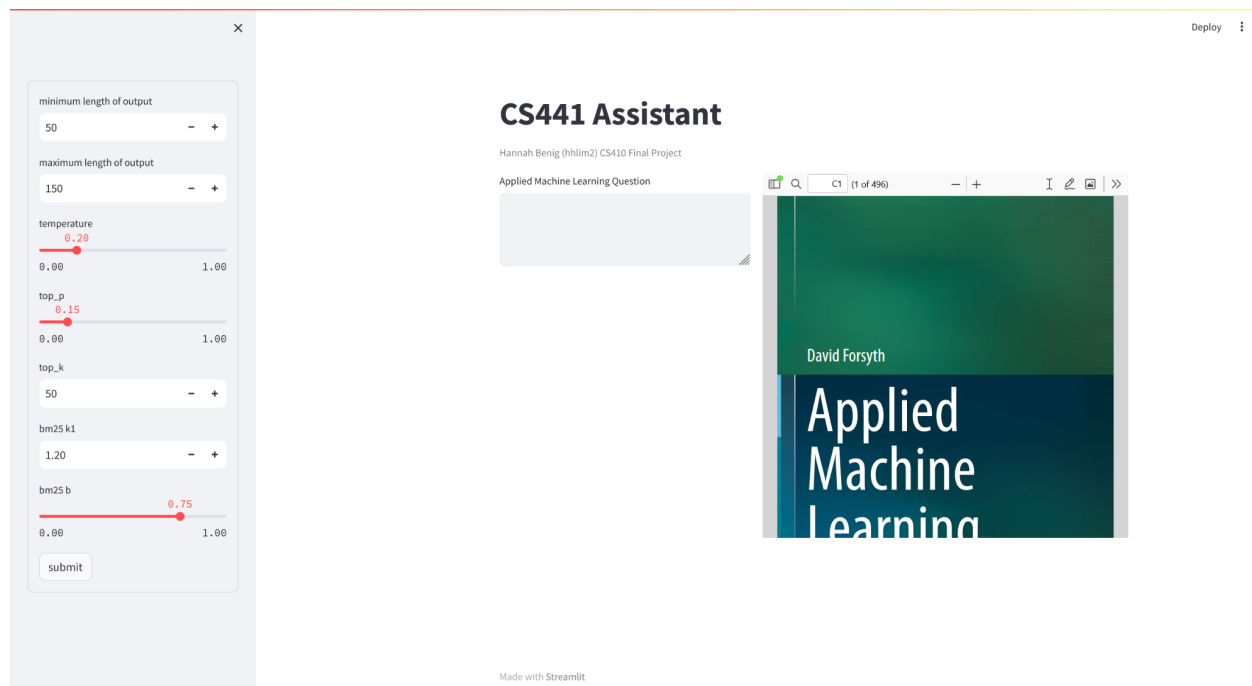 Deploy
minimum length of output
50
maximum length of output
150
temperature
0.20
0.00 1.00
top_p
0.15
0.00 1.00
top_k
50
bm25 k1
1.20
bm25 b
0.75
0.00 1.00
submit
CS441 Assistant
Hannah Benig (hhlim2) CS410 Final Project
Applied Machine Learning Question
C1 (1 of 496)
David Forsyth
Applied
Machine
Learning
Made with Streamlit